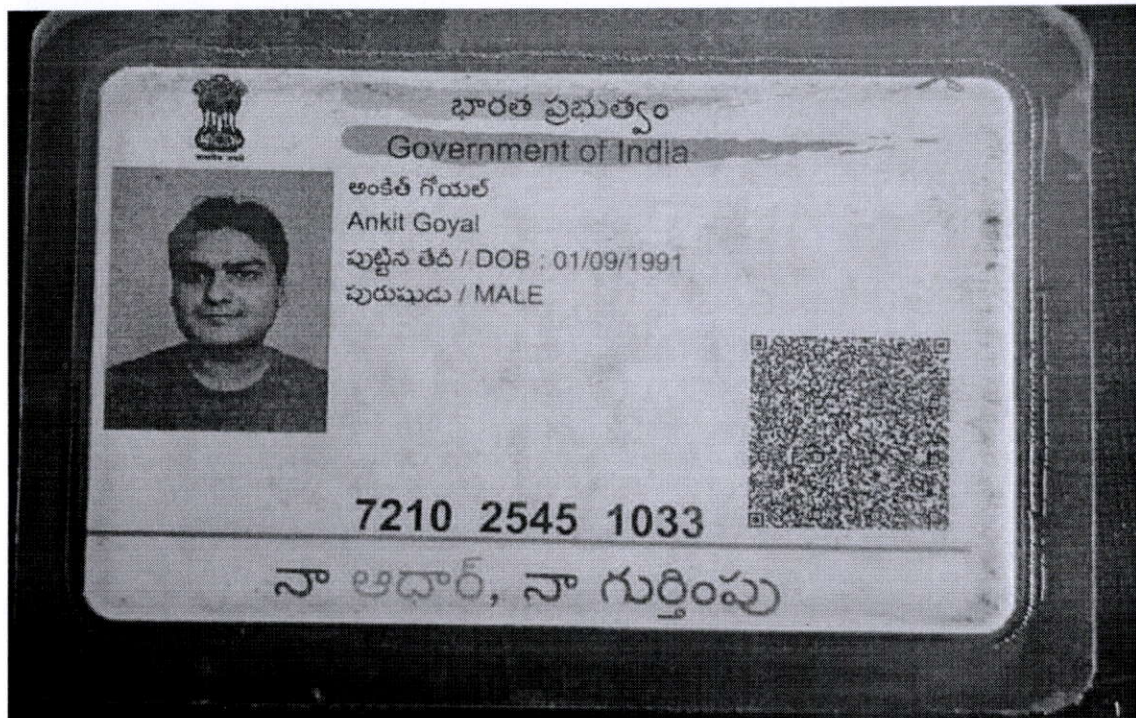 భారత ప్రభుత్వం
Government of India
అంకిత్ గోయల్
Ankit Goyal
పుట్టిన తేదీ / DOB : 01/09/1991
పురుషుడు / MALE
7210 2545 1033
నా ఆధార్, నా గుర్తింపు